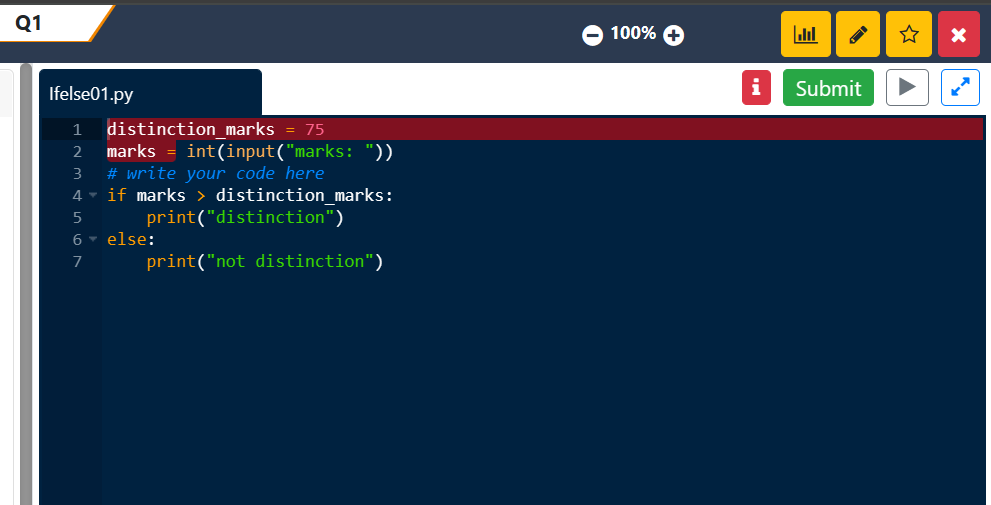 Q1
100%
Ifelse01.py
Submit
1 distinction_marks = 75
2 marks = int(input("marks: "))
3 # write your code here
4 if marks > distinction_marks:
5     print("distinction")
6 else:
7     print("not distinction")